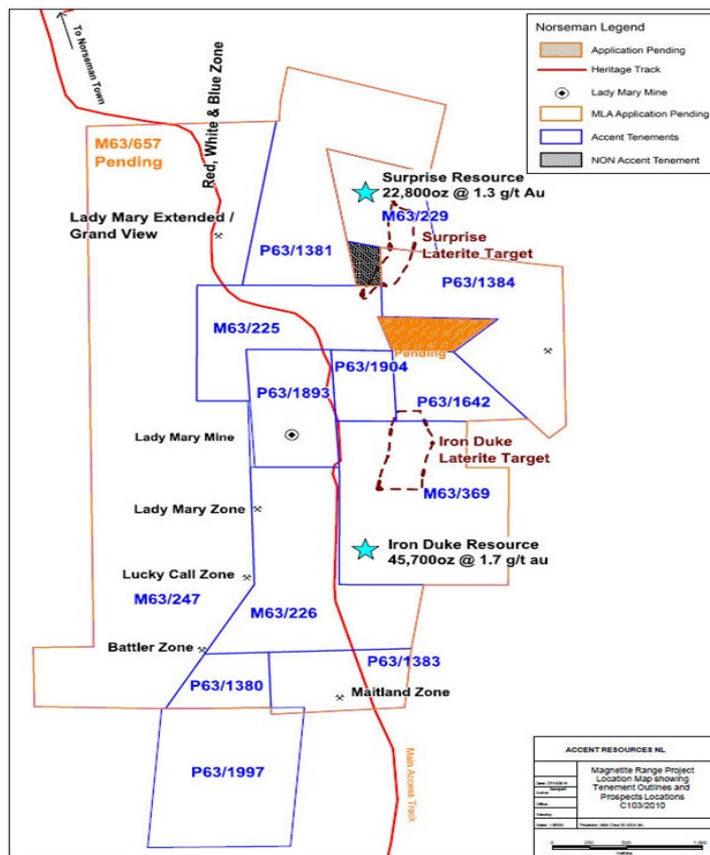 To Norseman Town
Red, White & Blue Zone
Norseman Legend
Application Pending
Heritage Track
Lady Mary Mine
MLA Application Pending
Accent Tenements
NON Accent Tenement
M63/657
Pending
Surprise Resource
22,800oz @ 1.3 g/t Au
M63/229
Lady Mary Extended /
Grand View
Surprise
Laterite Target
P63/1381
P63/1384
M63/225
Pending
P63/1904
P63/1893
P63/1642
Lady Mary Mine
Iron Duke
Laterite Target
M63/369
Lady Mary Zone
Iron Duke Resource
45,700oz @ 1.7 g/t au
Lucky Call Zone
M63/247
M63/226
Battler Zone
P63/1383
P63/1380
Maitland Zone
P63/1997
Main Access Track
ACCENT RESOURCES NL
Magnetite Range Project
Location Map showing
Tenement Outlines and
Prospects Locations
C103/2010